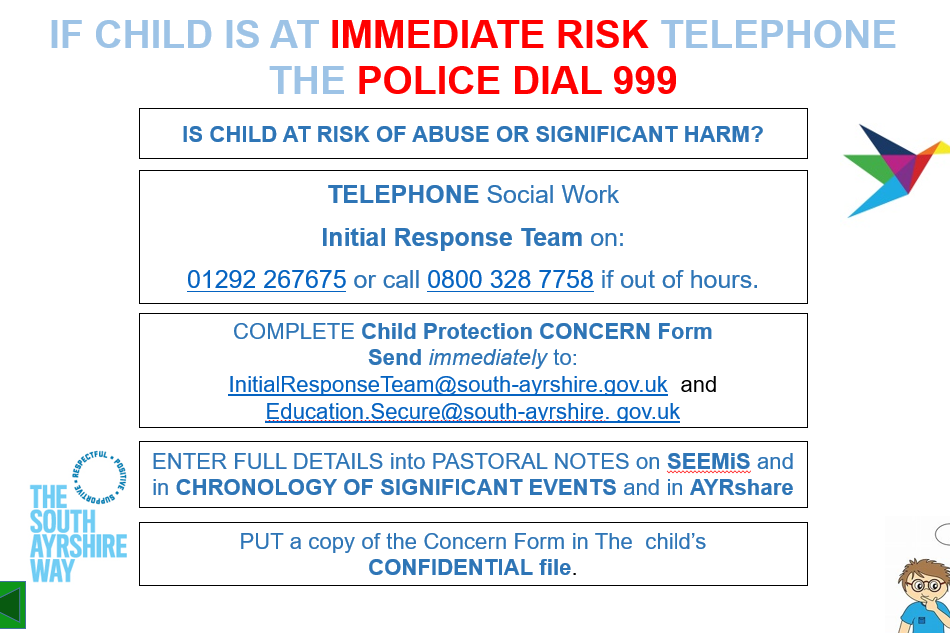 IF CHILD IS AT IMMEDIATE RISK TELEPHONE
THE POLICE DIAL 999
IS CHILD AT RISK OF ABUSE OR SIGNIFICANT HARM?
TELEPHONE Social Work
Initial Response Team on:
01292 267675 or call 0800 328 7758 if out of hours.
COMPLETE Child Protection CONCERN Form
Send immediately to:
InitialResponseTeam@south-ayrshire.gov.uk and
Education.Secure@south-ayrshire. gov.uk
ENTER FULL DETAILS into PASTORAL NOTES on SEEMiS and
in CHRONOLOGY OF SIGNIFICANT EVENTS and in AYRshare
PUT a copy of the Concern Form in The child’s
CONFIDENTIAL file.
RESPECTFUL • POSITIVE • SUPPORTIVE •
THE
SOUTH
AYRSHIRE
WAY